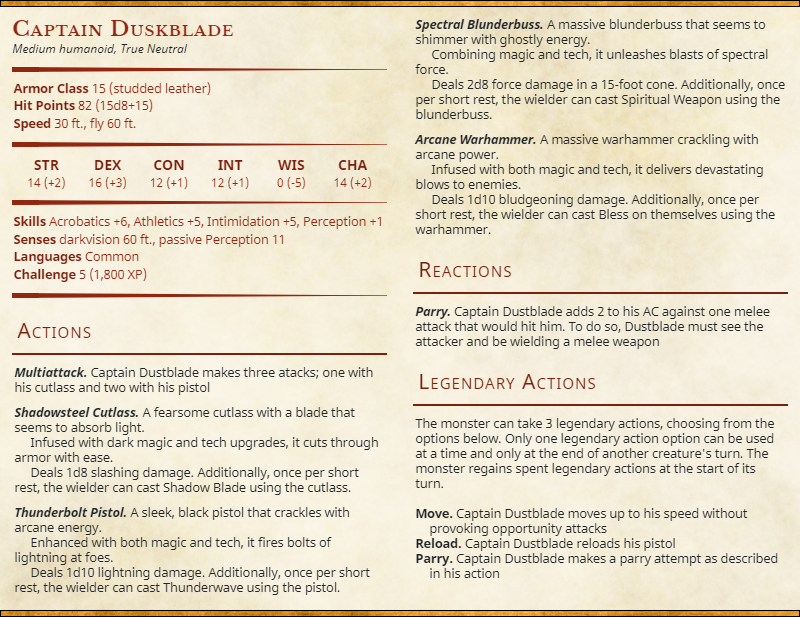 Captain Duskblade
Medium humanoid, True Neutral
Armor Class 15 (studded leather)
Hit Points 82 (15d8+15)
Speed 30 ft., fly 60 ft.
STR DEX CON INT WIS CHA
14 (+2) 16 (+3) 12 (+1) 12 (+1) 0 (-5) 14 (+2)
Skills Acrobatics +6, Athletics +5, Intimidation +5, Perception +1
Senses darkvision 60 ft., passive Perception 11
Languages Common
Challenge 5 (1,800 XP)
Actions
Multiattack. Captain Dustblade makes three atacks; one with
his cutlass and two with his pistol
Shadowsteel Cutlass. A fearsome cutlass with a blade that
seems to absorb light.
Infused with dark magic and tech upgrades, it cuts through
armor with ease.
Deals 1d8 slashing damage. Additionally, once per short
rest, the wielder can cast Shadow Blade using the cutlass.
Thunderbolt Pistol. A sleek, black pistol that crackles with
arcane energy.
Enhanced with both magic and tech, it fires bolts of
lightning at foes.
Deals 1d10 lightning damage. Additionally, once per short
rest, the wielder can cast Thunderwave using the pistol.
Spectral Blunderbuss. A massive blunderbuss that seems to
shimmer with ghostly energy.
Combining magic and tech, it unleashes blasts of spectral
force.
Deals 2d8 force damage in a 15-foot cone. Additionally, once
per short rest, the wielder can cast Spiritual Weapon using the
blunderbuss.
Arcane Warhammer. A massive warhammer crackling with
arcane power.
Infused with both magic and tech, it delivers devastating
blows to enemies.
Deals 1d10 bludgeoning damage. Additionally, once per
short rest, the wielder can cast Bless on themselves using the
warhammer.
Reactions
Parry. Captain Dustblade adds 2 to his AC against one melee
attack that would hit him. To do so, Dustblade must see the
attacker and be wielding a melee weapon
Legendary Actions
The monster can take 3 legendary actions, choosing from the
options below. Only one legendary action option can be used
at a time and only at the end of another creature's turn. The
monster regains spent legendary actions at the start of its
turn.
Move. Captain Dustblade moves up to his speed without
provoking opportunity attacks
Reload. Captain Dustblade reloads his pistol
Parry. Captain Dustblade makes a parry attempt as described
in his action